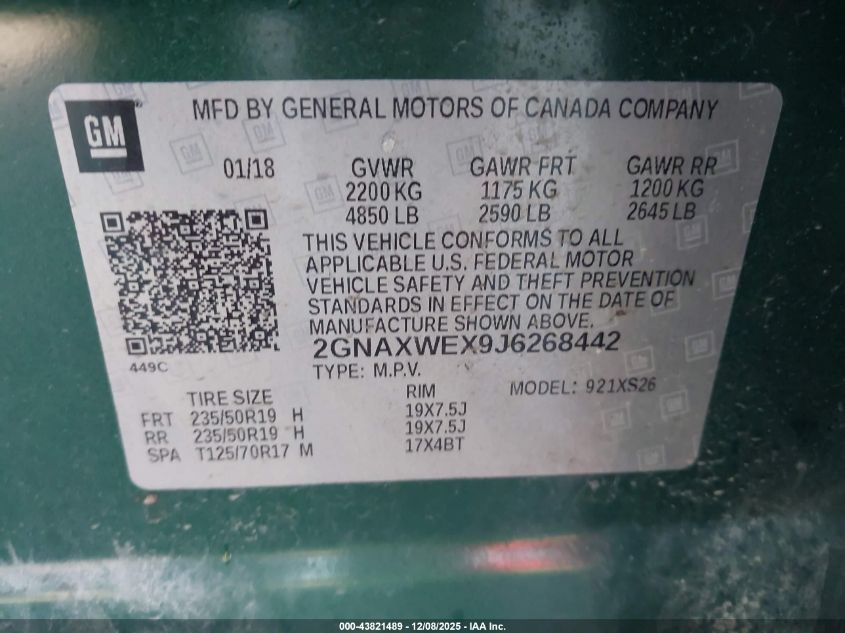 GM
MFD BY GENERAL MOTORS OF CANADA COMPANY
01/18 GVWR GAWR FRT GAWR RR
2200 KG 1175 KG 1200 KG
4850 LB 2590 LB 2645 LB
THIS VEHICLE CONFORMS TO ALL
APPLICABLE U.S. FEDERAL MOTOR
VEHICLE SAFETY AND THEFT PREVENTION
STANDARDS IN EFFECT ON THE DATE OF
MANUFACTURE SHOWN ABOVE.
2GNAXWEX9J6268442
449C
TYPE: M.P.V. MODEL: 921XS26
TIRE SIZE RIM
FRT 235/50R19 H 19X7.5J
RR 235/50R19 H 19X7.5J
SPA T125/70R17 M 17X4BT
000-43821489 - 12/08/2025 - IAA Inc.